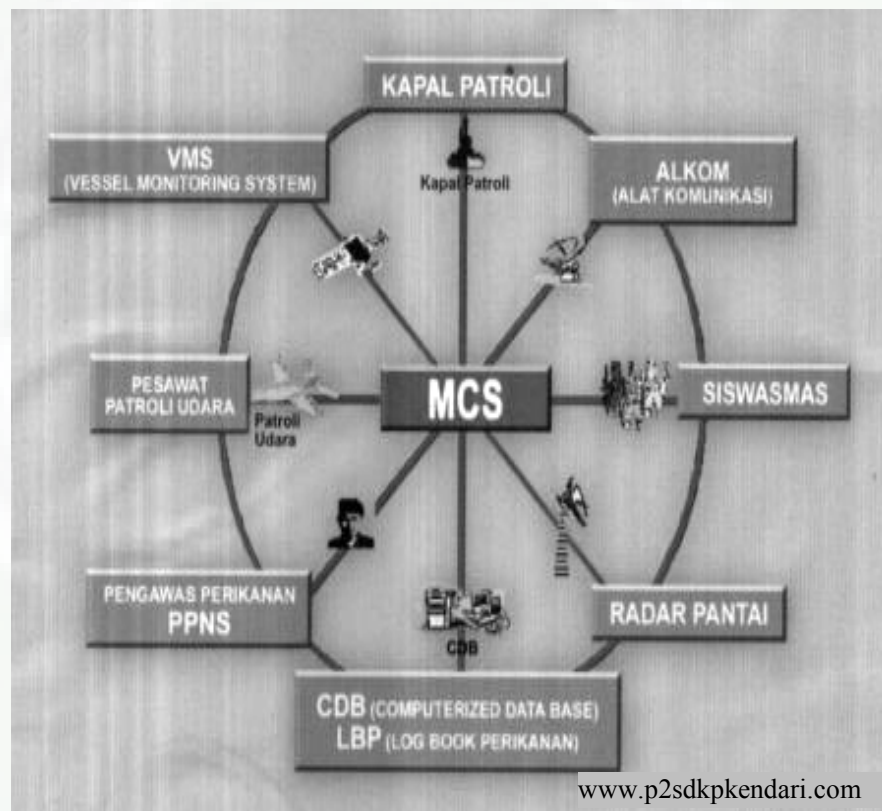 KAPAL PATROLI
VMS
(VESSEL MONITORING SYSTEM)
Kapal Patroli
ALKOM
(ALAT KOMUNIKASI)
PESAWAT
PATROLI UDARA
Patroli
Udara
MCS
SISWASMAS
PENGAWAS PERIKANAN
PPNS
CDB
RADAR PANTAI
CDB (COMPUTERIZED DATA BASE)
LBP (LOG BOOK PERIKANAN)
www.p2sdkpkendari.com